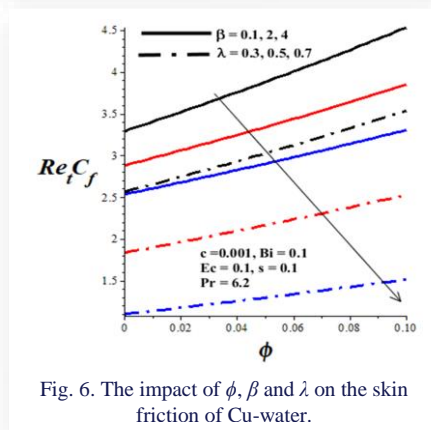 β = 0.1, 2, 4
λ = 0.3, 0.5, 0.7
4.5
4
3.5
3
2.5
2
1.5
Re_t C_f
c =0.001, Bi = 0.1
Ec = 0.1, s = 0.1
Pr = 6.2
0 0.02 0.04 0.06 0.08 0.10
ϕ
Fig. 6. The impact of ϕ, β and λ on the skin
friction of Cu-water.